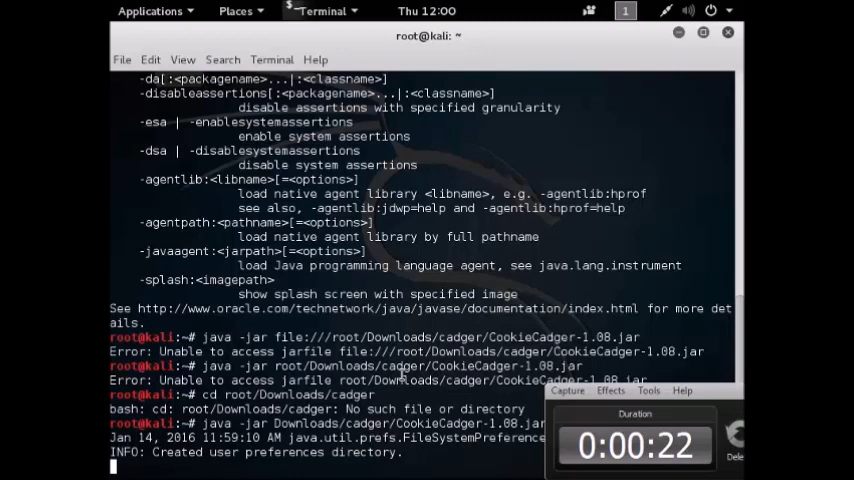 Applications Places Terminal Thu 12:00 1
root@kali: ~
File Edit View Search Terminal Help
-da[:<packagename>...|:<classname>]
-disableassertions[:<packagename>...|:<classname>]
disable assertions with specified granularity
-esa | -enablesystemassertions
enable system assertions
-dsa | -disablesystemassertions
disable system assertions
-agentlib:<libname>[=<options>]
load native agent library <libname>, e.g. -agentlib:hprof
see also, -agentlib:jdwp=help and -agentlib:hprof=help
-agentpath:<pathname>[=<options>]
load native agent library by full pathname
-javaagent:<jarpath>[=<options>]
load Java programming language agent, see java.lang.instrument
-splash:<imagepath>
show splash screen with specified image
See http://www.oracle.com/technetwork/java/javase/documentation/index.html for more det
ails.
root@kali:~# java -jar file:///root/Downloads/cadger/CookieCadger-1.08.jar
Error: Unable to access jarfile file:///root/Downloads/cadger/CookieCadger-1.08.jar
root@kali:~# java -jar root/Downloads/cadger/CookieCadger-1.08.jar
Error: Unable to access jarfile root/Downloads/cadger/CookieCadger-1.08.jar
root@kali:~# cd root/Downloads/cadger
bash: cd: root/Downloads/cadger: No such file or directory
root@kali:~# java -jar Downloads/cadger/CookieCadger-1.08.jar
Jan 14, 2016 11:59:10 AM java.util.prefs.FileSystemPreference
INFO: Created user preferences directory.
Capture Effects Tools Help
Duration
0:00:22
Dele